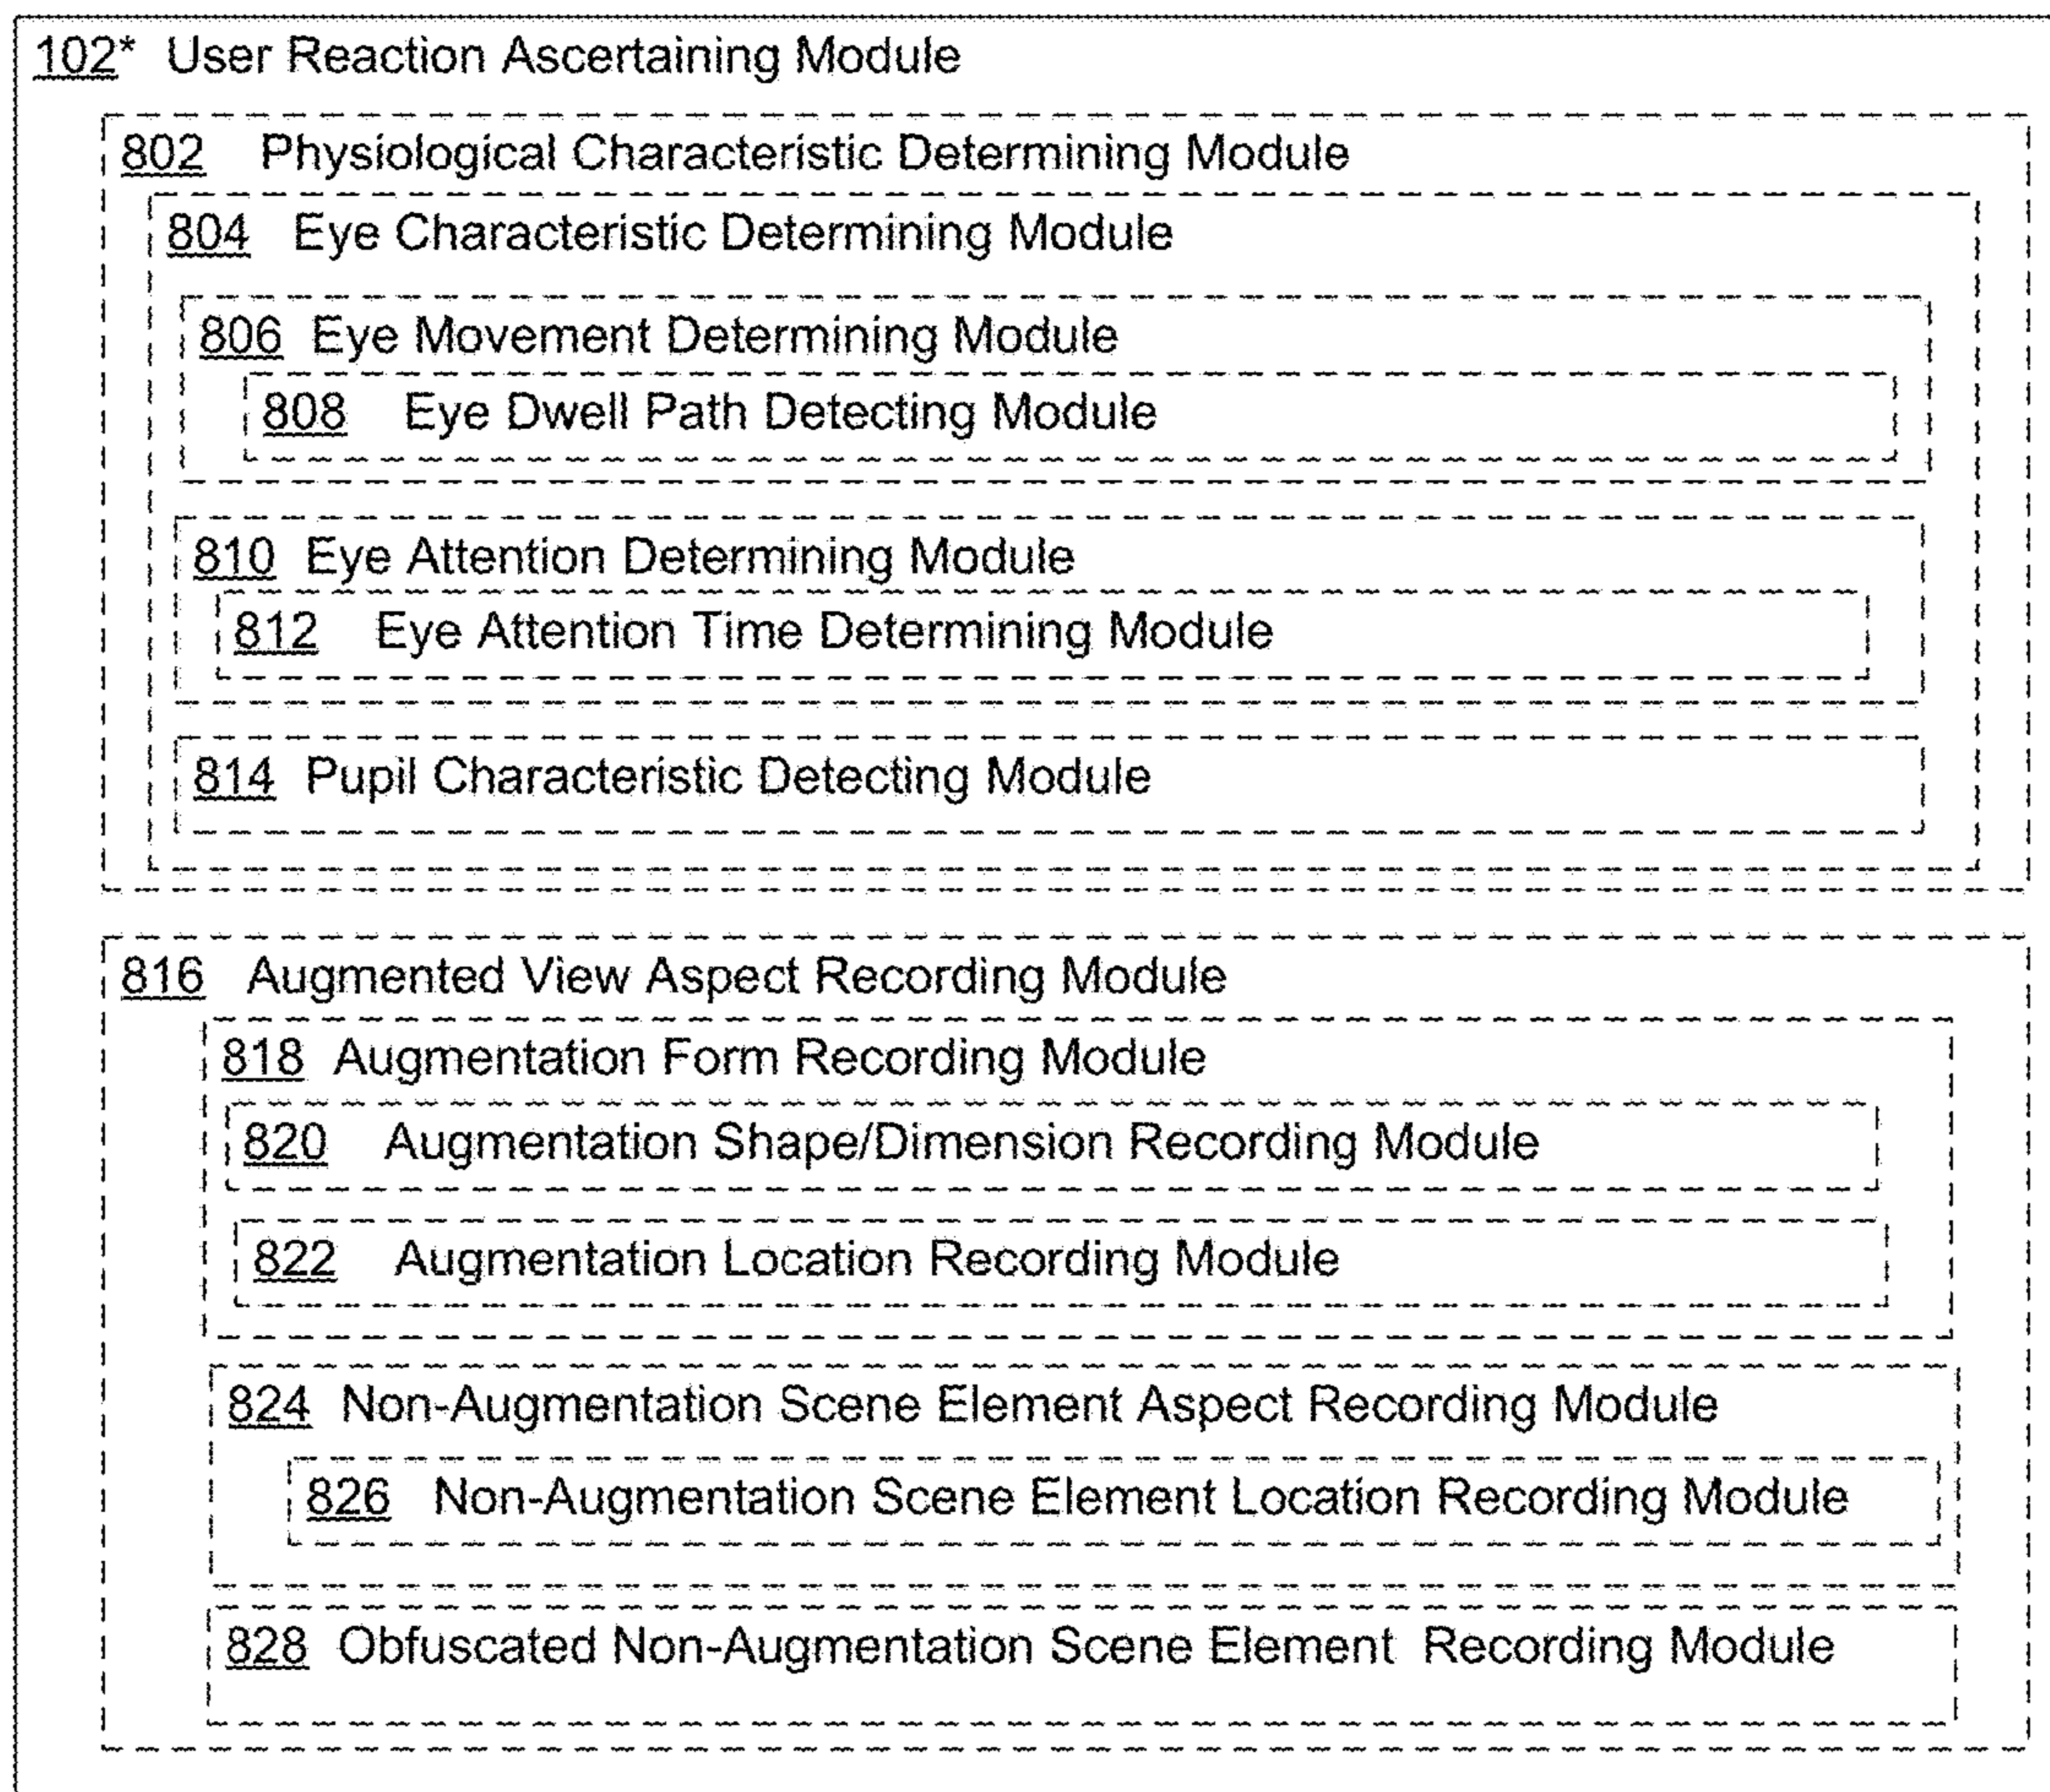 102* User Reaction Ascertaining Module
802 Physiological Characteristic Determining Module
804 Eye Characteristic Determining Module
806 Eye Movement Determining Module
808 Eye Dwell Path Detecting Module
810 Eye Attention Determining Module
812 Eye Attention Time Determining Module
814 Pupil Characteristic Detecting Module
816 Augmented View Aspect Recording Module
818 Augmentation Form Recording Module
820 Augmentation Shape/Dimension Recording Module
822 Augmentation Location Recording Module
824 Non-Augmentation Scene Element Aspect Recording Module
826 Non-Augmentation Scene Element Location Recording Module
828 Obfuscated Non-Augmentation Scene Element Recording Module